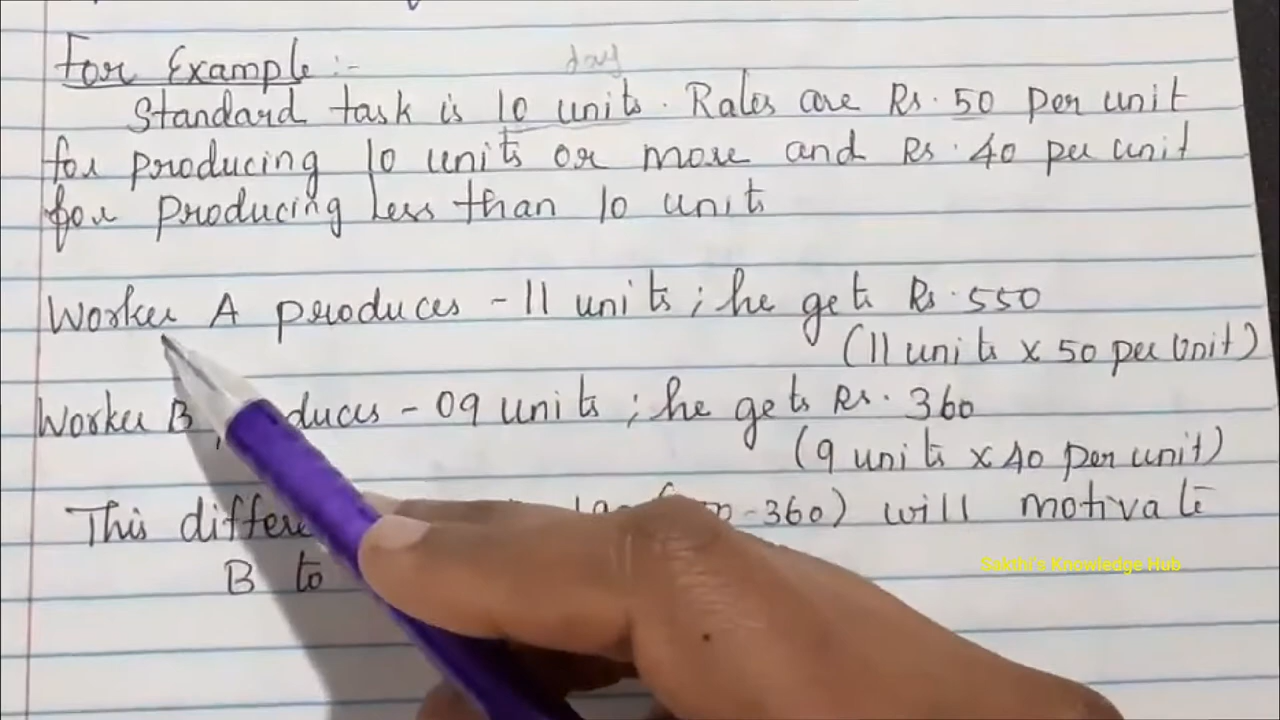 For Example :-
day
Standard task is 10 units. Rates are Rs. 50 per unit
for producing 10 units or more and Rs. 40 per unit
for producing less than 10 units
Worker A produces - 11 units ; he gets Rs. 550
(11 units x 50 per Unit)
Worker B - 09 units ; he gets Rs. 360
(9 units x 40 per unit)
This - 360) will motivate
B to
Sakthi's Knowledge Hub